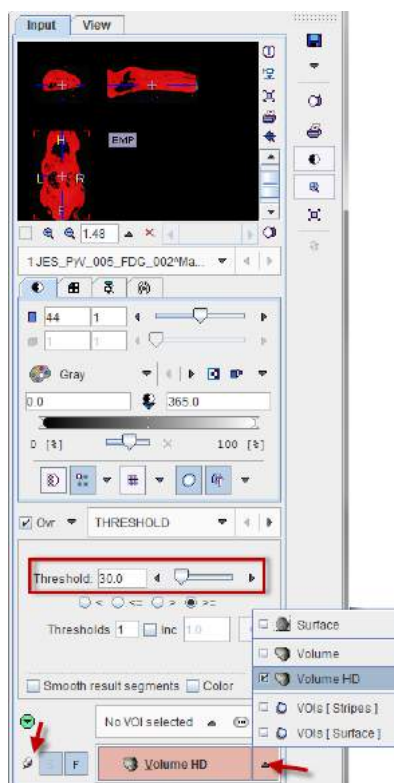 Input View
H
EMP
L R
F
1.48
1 JES_PyV_005_FDG_002^Ma...
44 1
1 1
Gray
0.0 365.0
0 [%] 100 [%]
Ovr THRESHOLD
Threshold: 30.0
< <= > >=
Thresholds 1 Inc 1.0
Surface
Volume
Volume HD
VOIs [ Stripes ]
VOIs [ Surface ]
Smooth result segments Color
No VOI selected
S F Volume HD